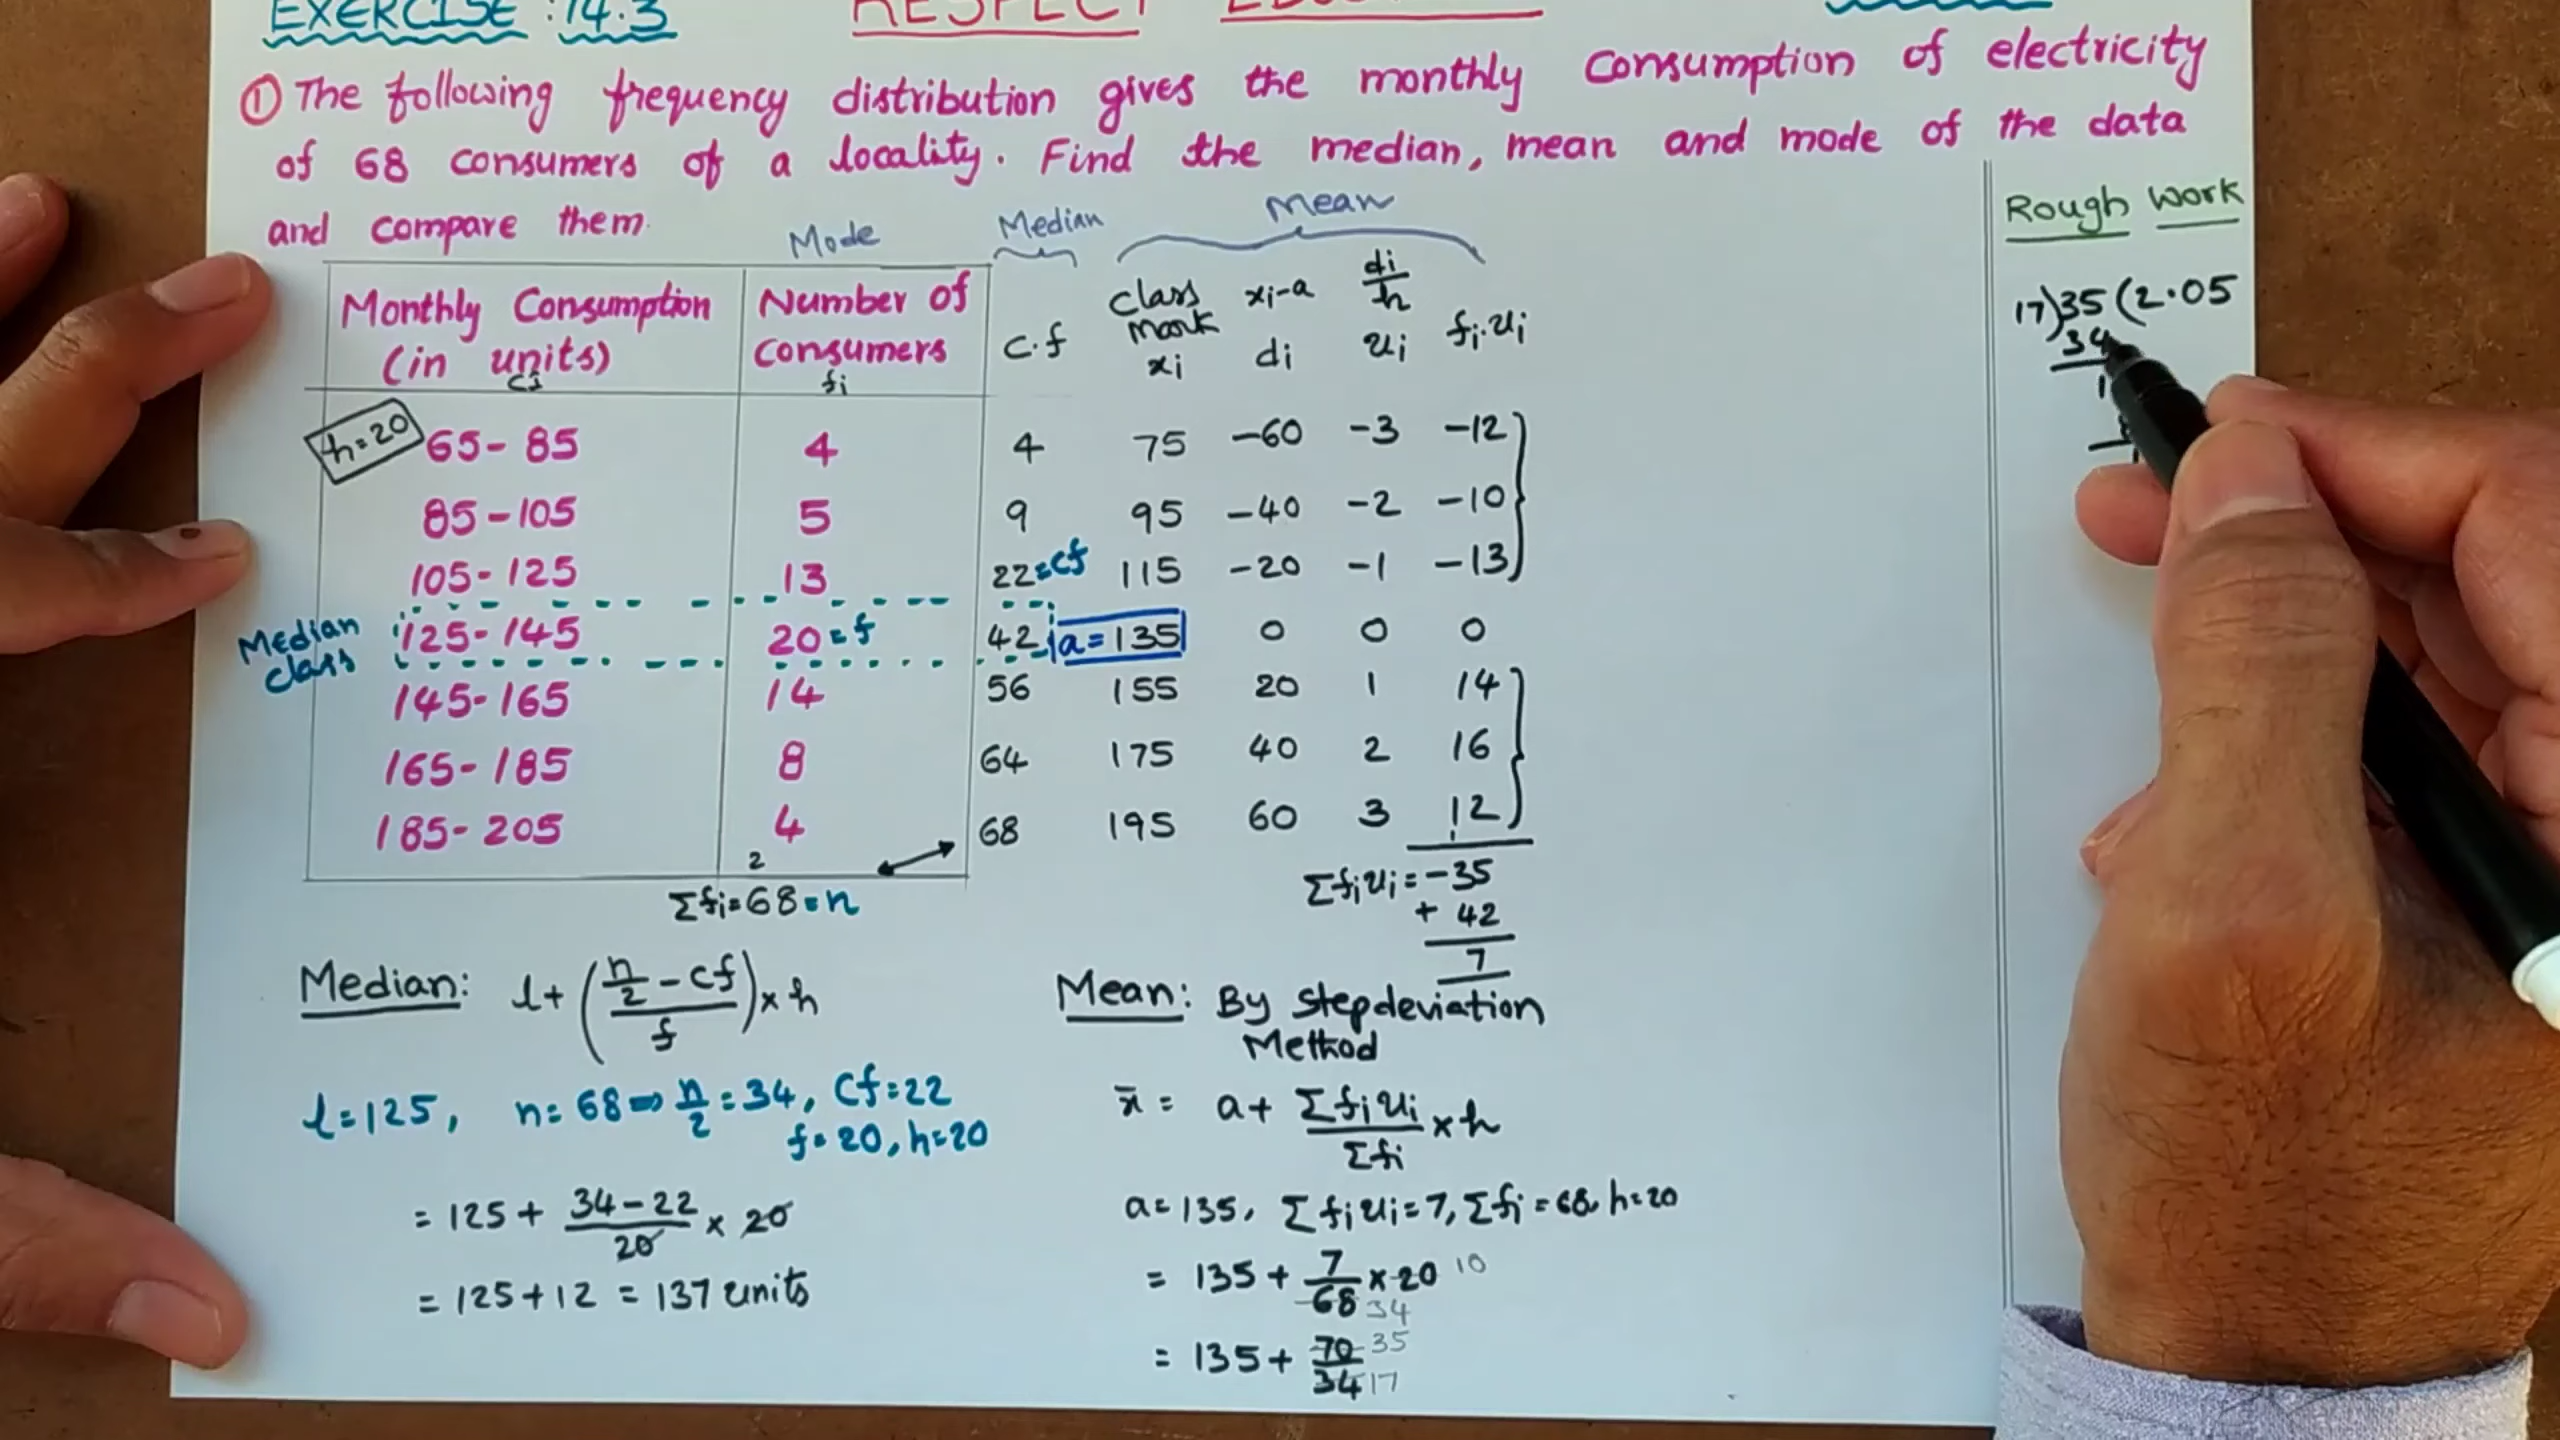 EXERCISE :14.3 RESPECT
① The following frequency distribution gives the monthly consumption of electricity
of 68 consumers of a locality. Find the median, mean and mode of the data
and compare them.
Mode Median Mean
Rough Work
Monthly Consumption (in units) ci
Number of consumers fi
c.f
class mark xi
xi-a di
di/h ui
fi.ui
h=20
65-85 4 4 75 -60 -3 -12
85-105 5 9 95 -40 -2 -10
105-125 13 22=cf 115 -20 -1 -13
Median class 125-145 20=f 42 a=135 0 0 0
145-165 14 56 155 20 1 14
165-185 8 64 175 40 2 16
185-205 4 68 195 60 3 12
2
Σfi=68=n
Σfiui=-35
+ 42
7
Median: l+(n/2-cf/f)×h
l=125, n=68⇒n/2=34, Cf=22
f=20, h=20
=125+34-22/20×20
=125+12=137 units
Mean: By Stepdeviation
Method
x̄= a+Σfiui/Σfi×h
a=135, Σfiui=7, Σfi=68, h=20
=135+7/68×20 10
34
=135+70/34 35
17
17)35(2.05
34